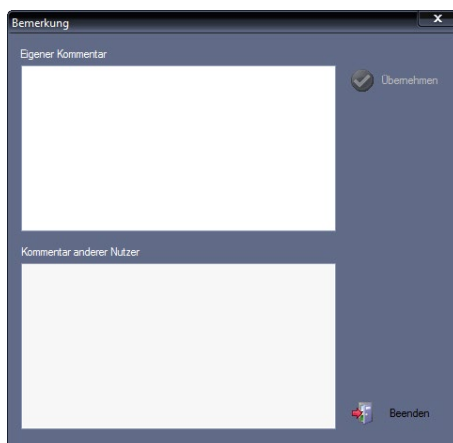 Bemerkung
x
Eigener Kommentar
Übernehmen
Kommentar anderer Nutzer
Beenden